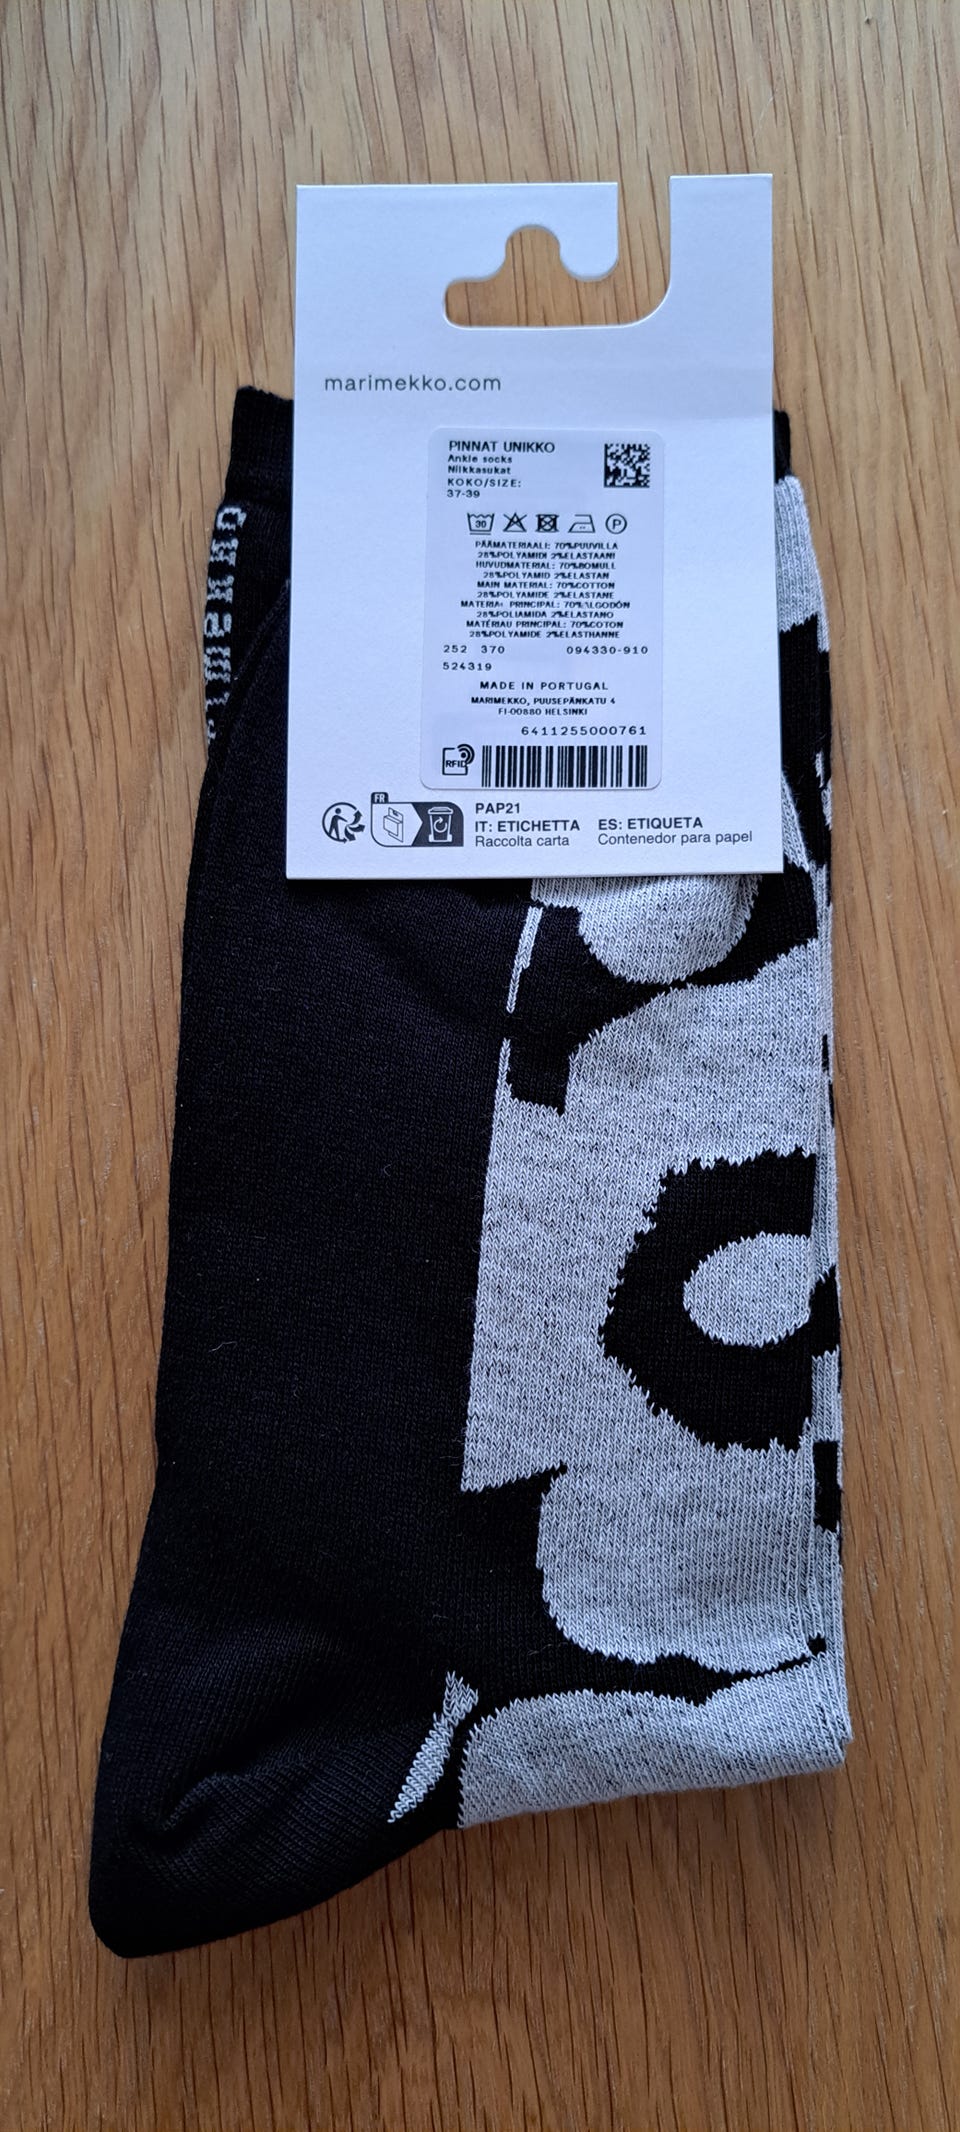 marimekko.com
PINNAT UNIKKO
Ankle socks
Nilkkasukat
KOKO/SIZE:
37-39
30 P
PÄÄMATERIAALI: 70%PUUVILLA
28%POLYAMIDI 2%ELASTAANI
HUVUDMATERIAL: 70%BOMULL
28%POLYAMID 2%ELASTAN
MAIN MATERIAL: 70%COTTON
28%POLYAMIDE 2%ELASTANE
MATERIAL PRINCIPAL: 70%ALGODÓN
28%POLIAMIDA 2%ELASTANO
MATÉRIAU PRINCIPAL: 70%COTON
28%POLYAMIDE 2%ELASTHANNE
252 370 094330-910
524319
MADE IN PORTUGAL
MARIMEKKO, PUUSEPÄNKATU 4
FI-00880 HELSINKI
6411255000761
RFID
FR
PAP21
IT: ETICHETTA ES: ETIQUETA
Raccolta carta Contenedor para papel